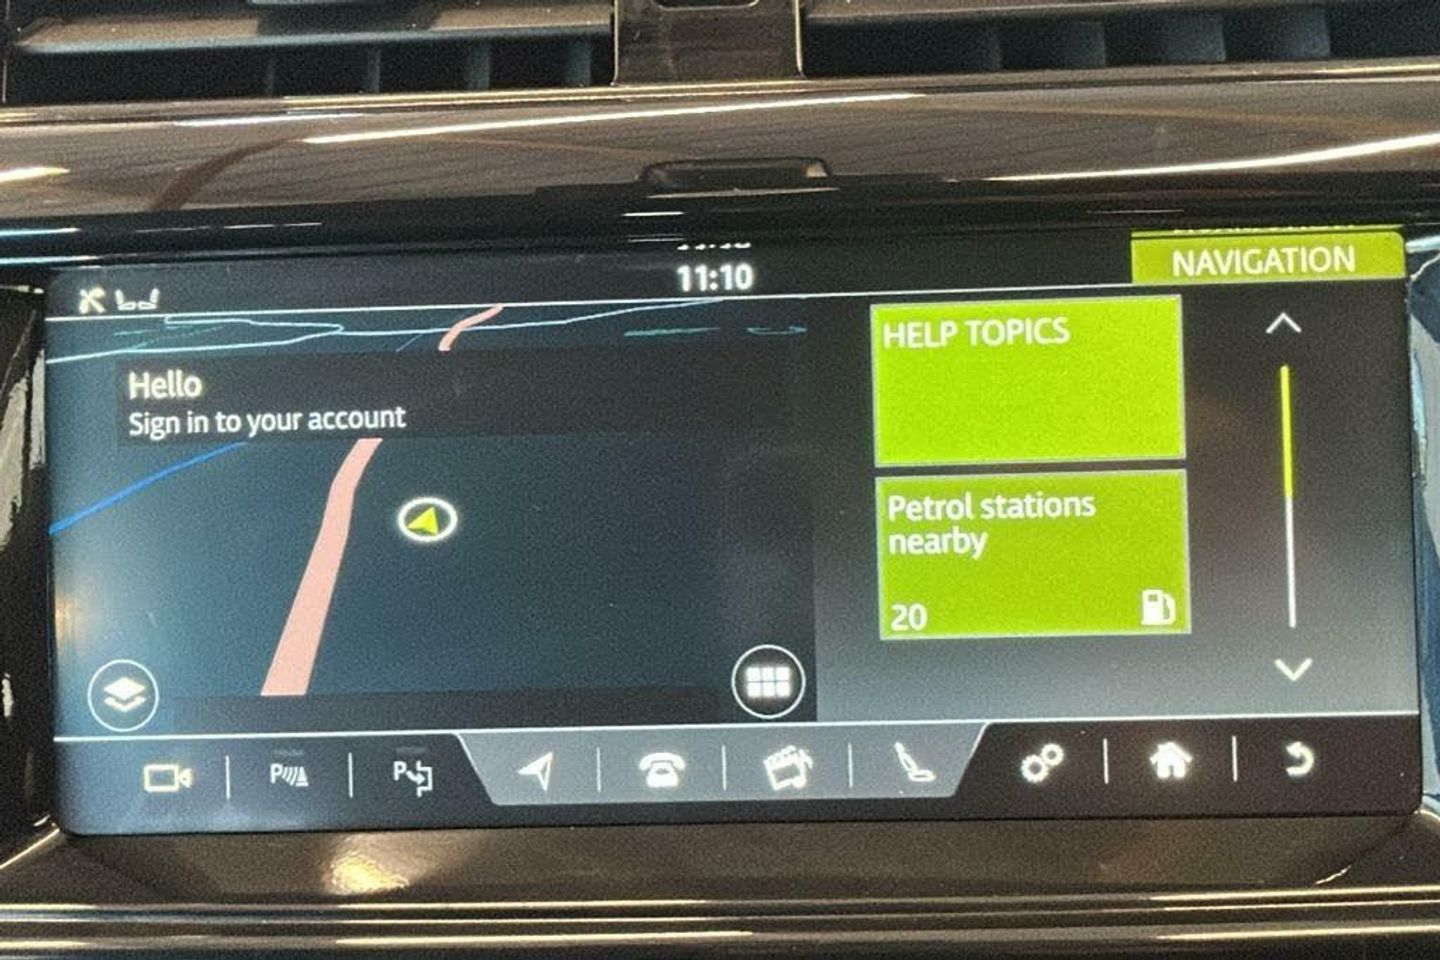 11:10
NAVIGATION
HELP TOPICS
Hello
Sign in to your account
Petrol stations
nearby
20
P
P